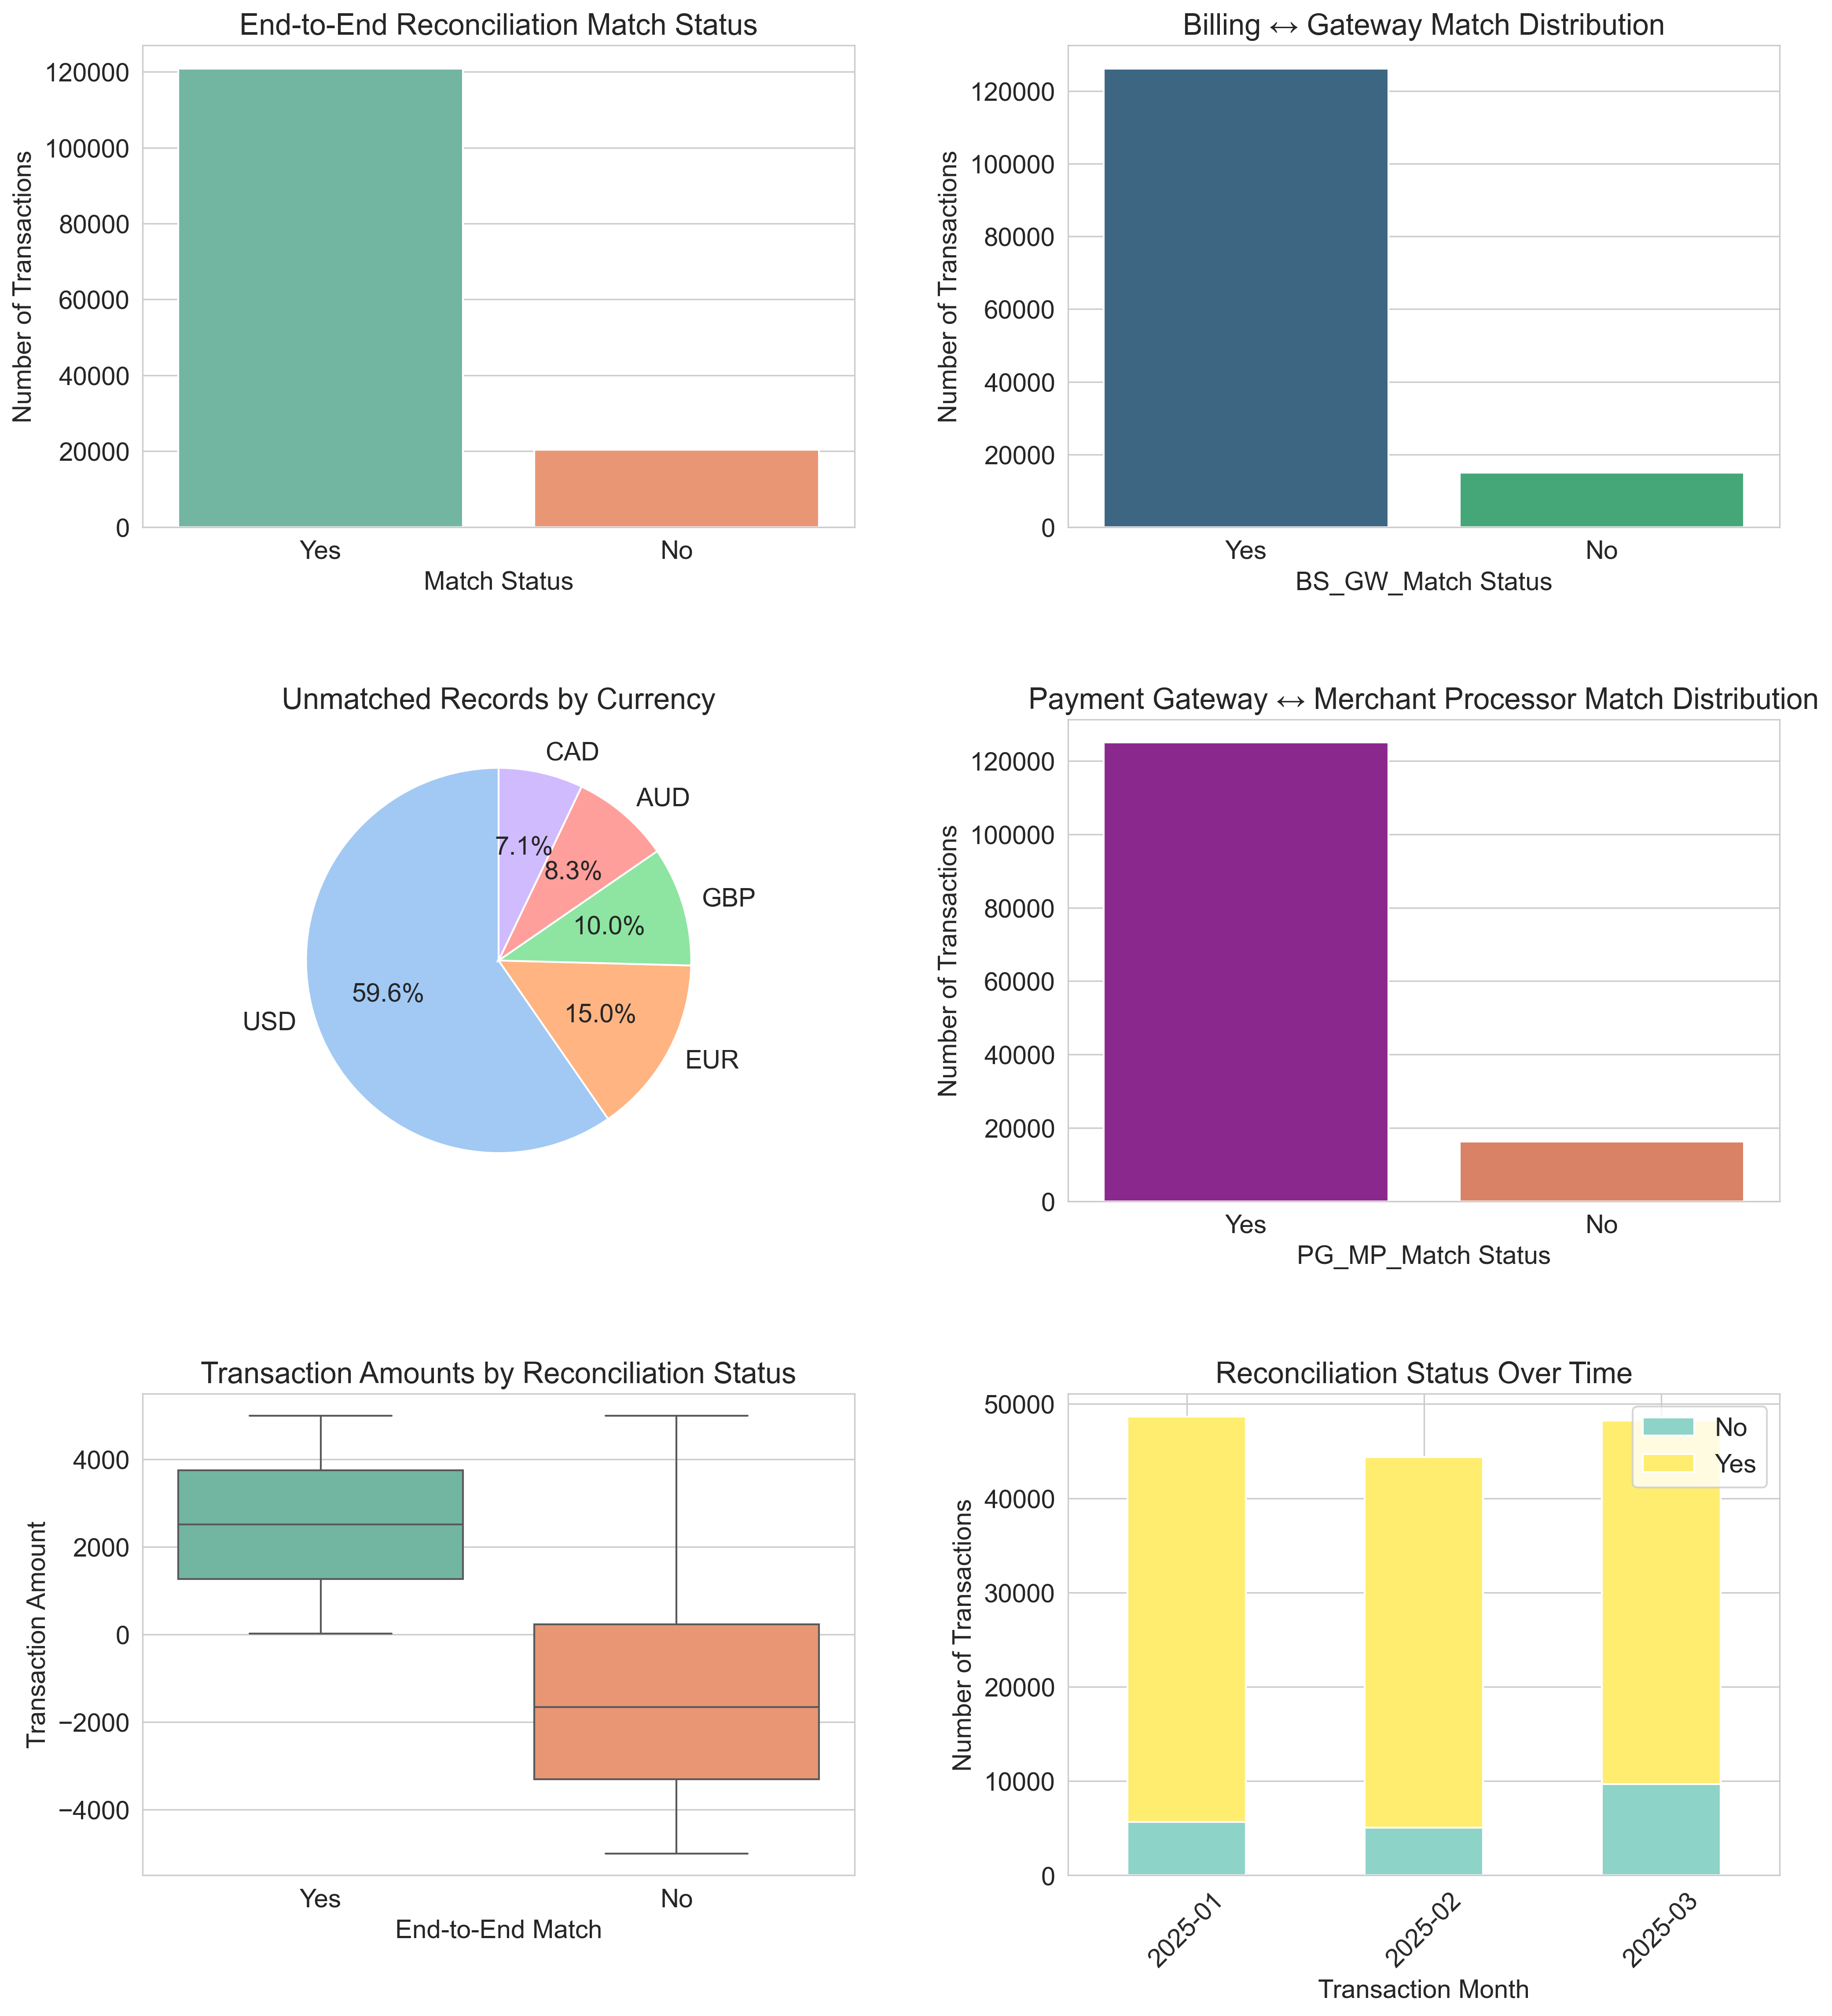 End-to-End Reconciliation Match Status
Number of Transactions
120000
100000
80000
60000
40000
20000
0
Yes
No
Match Status
Billing ↔ Gateway Match Distribution
Number of Transactions
120000
100000
80000
60000
40000
20000
0
Yes
No
BS_GW_Match Status
Unmatched Records by Currency
CAD
AUD
GBP
EUR
USD
7.1%
8.3%
10.0%
15.0%
59.6%
Payment Gateway ↔ Merchant Processor Match Distribution
Number of Transactions
120000
100000
80000
60000
40000
20000
0
Yes
No
PG_MP_Match Status
Transaction Amounts by Reconciliation Status
Transaction Amount
4000
2000
0
−2000
−4000
Yes
No
End-to-End Match
Reconciliation Status Over Time
Number of Transactions
50000
40000
30000
20000
10000
0
No
Yes
2025-01
2025-02
2025-03
Transaction Month